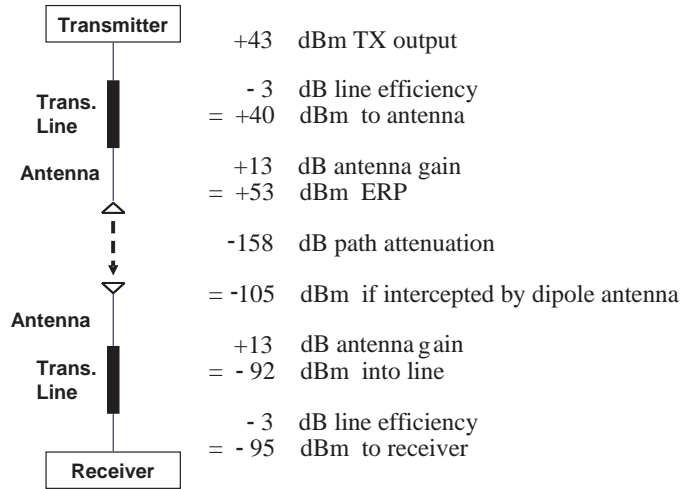 Transmitter
+43 dBm TX output
- 3 dB line efficiency
Trans.
Line
= +40 dBm to antenna
Antenna
+13 dB antenna gain
= +53 dBm ERP
-158 dB path attenuation
= -105 dBm if intercepted by dipole antenna
Antenna
+13 dB antenna gain
Trans.
Line
= - 92 dBm into line
- 3 dB line efficiency
= - 95 dBm to receiver
Receiver